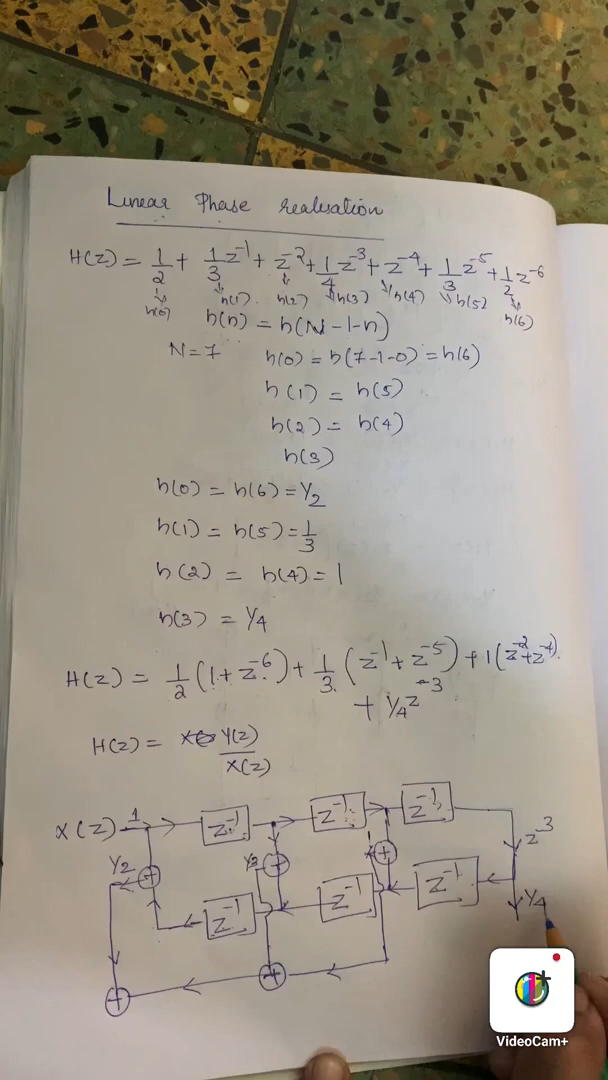 Linear Phase realisation
H(z) = 1/2 + 1/3 z^-1 + z^-2 + 1/4 z^-3 + z^-4 + 1/3 z^-5 + 1/2 z^-6
h(0) h(1) h(2) h(3) h(4) h(5) h(6)
h(n) = h(N-1-n)
N=7 h(0) = h(7-1-0) = h(6)
h(1) = h(5)
h(2) = h(4)
h(3)
h(0) = h(6) = 1/2
h(1) = h(5) = 1/3
h(2) = h(4) = 1
h(3) = 1/4
H(z) = 1/2 (1+z^-6) + 1/3 (z^-1 + z^-5) + 1(z^-2+z^-4)
+ 1/4 z^-3
H(z) = Y(z)/X(z)
X(z) 1 z^-1 z^-1 z^-1
z^-3
1/2 + 1/3 + 1 +
z^-1 z^-1 z^-1 1/4
+ +
VideoCam+